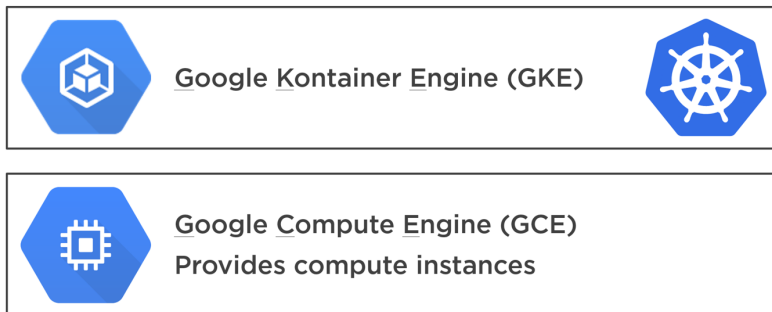 Google Kontainer Engine (GKE)
Google Compute Engine (GCE)
Provides compute instances